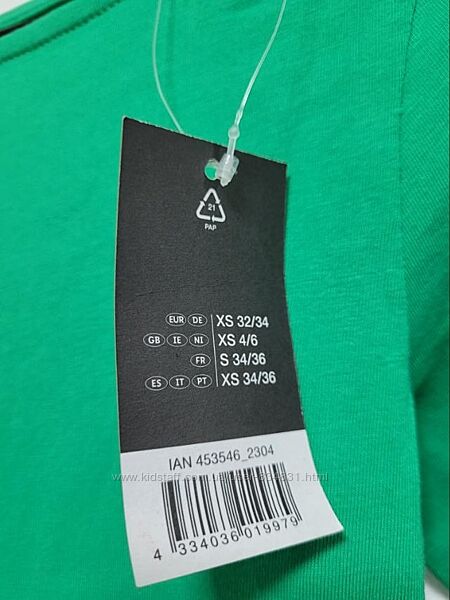 21
PAP
EUR DE XS 32/34
GB IE NI XS 4/6
FR S 34/36
ES IT PT XS 34/36
IAN 453546_2304
4 334036 019979